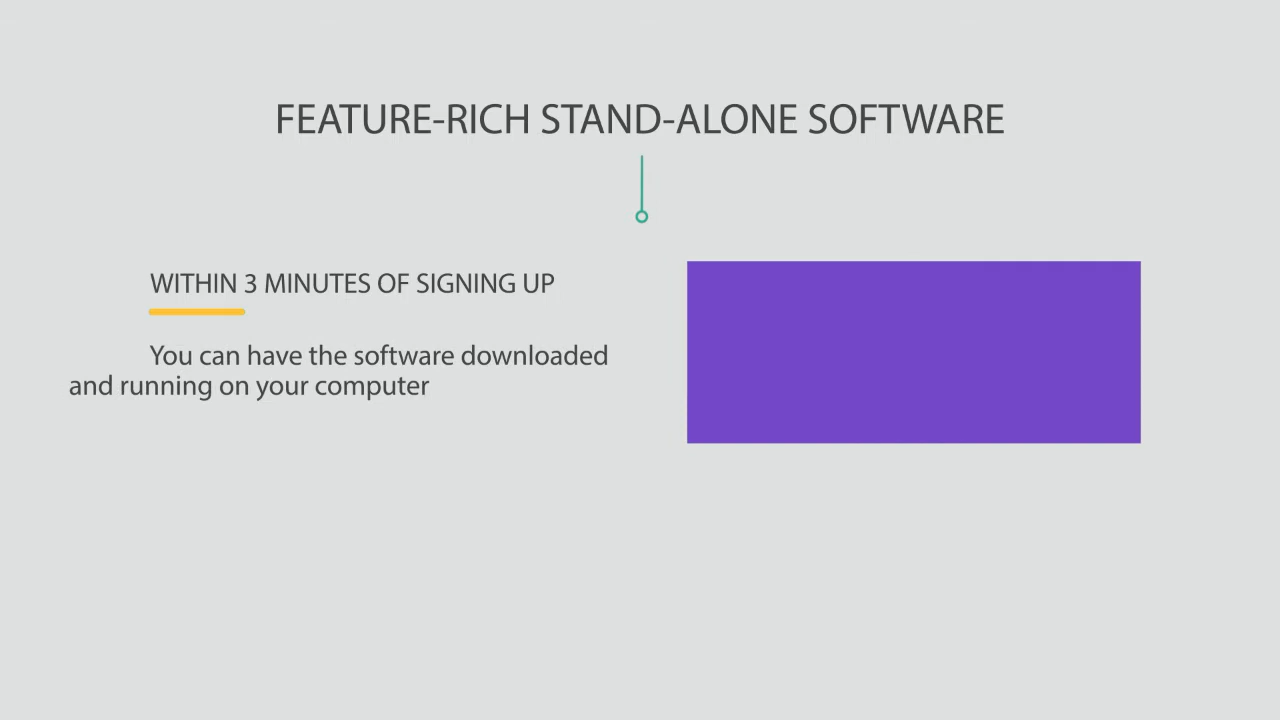 FEATURE-RICH STAND-ALONE SOFTWARE
WITHIN 3 MINUTES OF SIGNING UP
You can have the software downloaded
and running on your computer